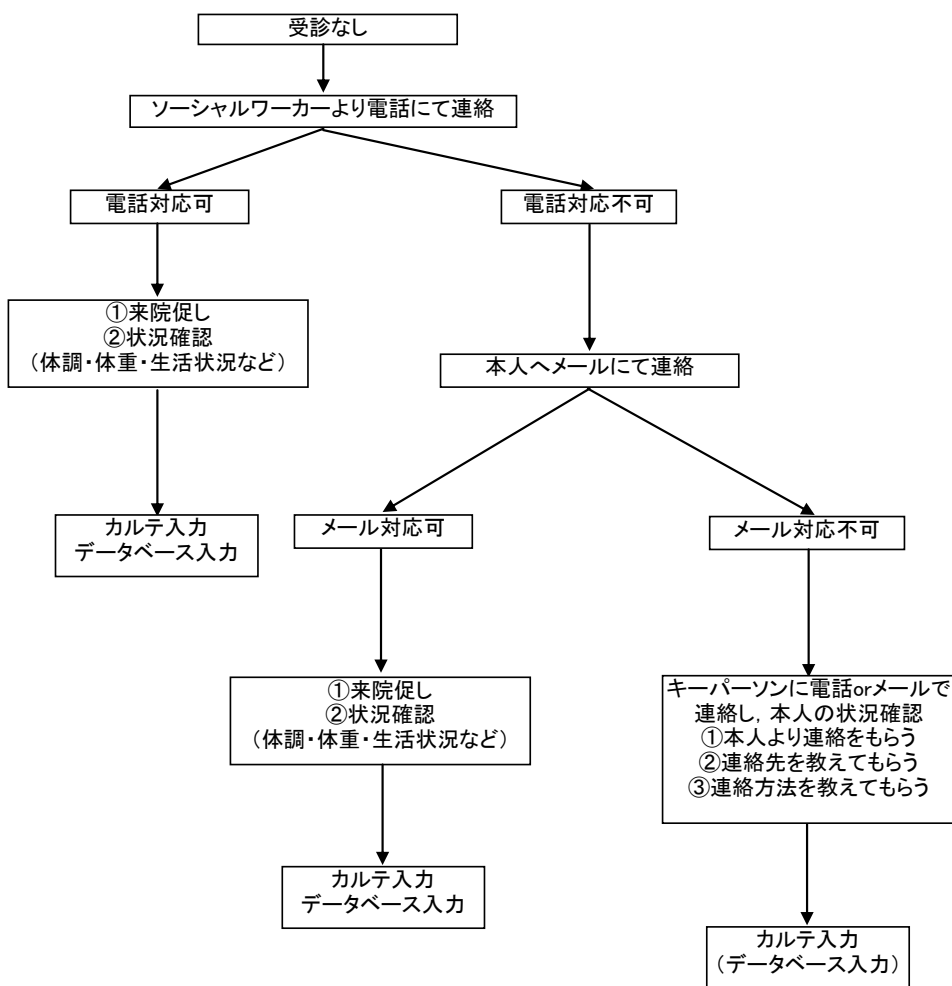 受診なし
ソーシャルワーカーより電話にて連絡
電話対応可
電話対応不可
①来院促し
②状況確認
(体調・体重・生活状況など)
本人へメールにて連絡
カルテ入力
データベース入力
メール対応可
メール対応不可
①来院促し
②状況確認
(体調・体重・生活状況など)
キーパーソンに電話orメールで
連絡し,本人の状況確認
①本人より連絡をもらう
②連絡先を教えてもらう
③連絡方法を教えてもらう
カルテ入力
データベース入力
カルテ入力
(データベース入力)